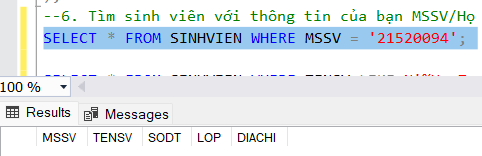 --6. Tìm sinh viên với thông tin của bạn MSSV/Họ
SELECT * FROM SINHVIEN WHERE MSSV = '21520094';
100 %
Results Messages
MSSV TENSV SODT LOP DIACHI